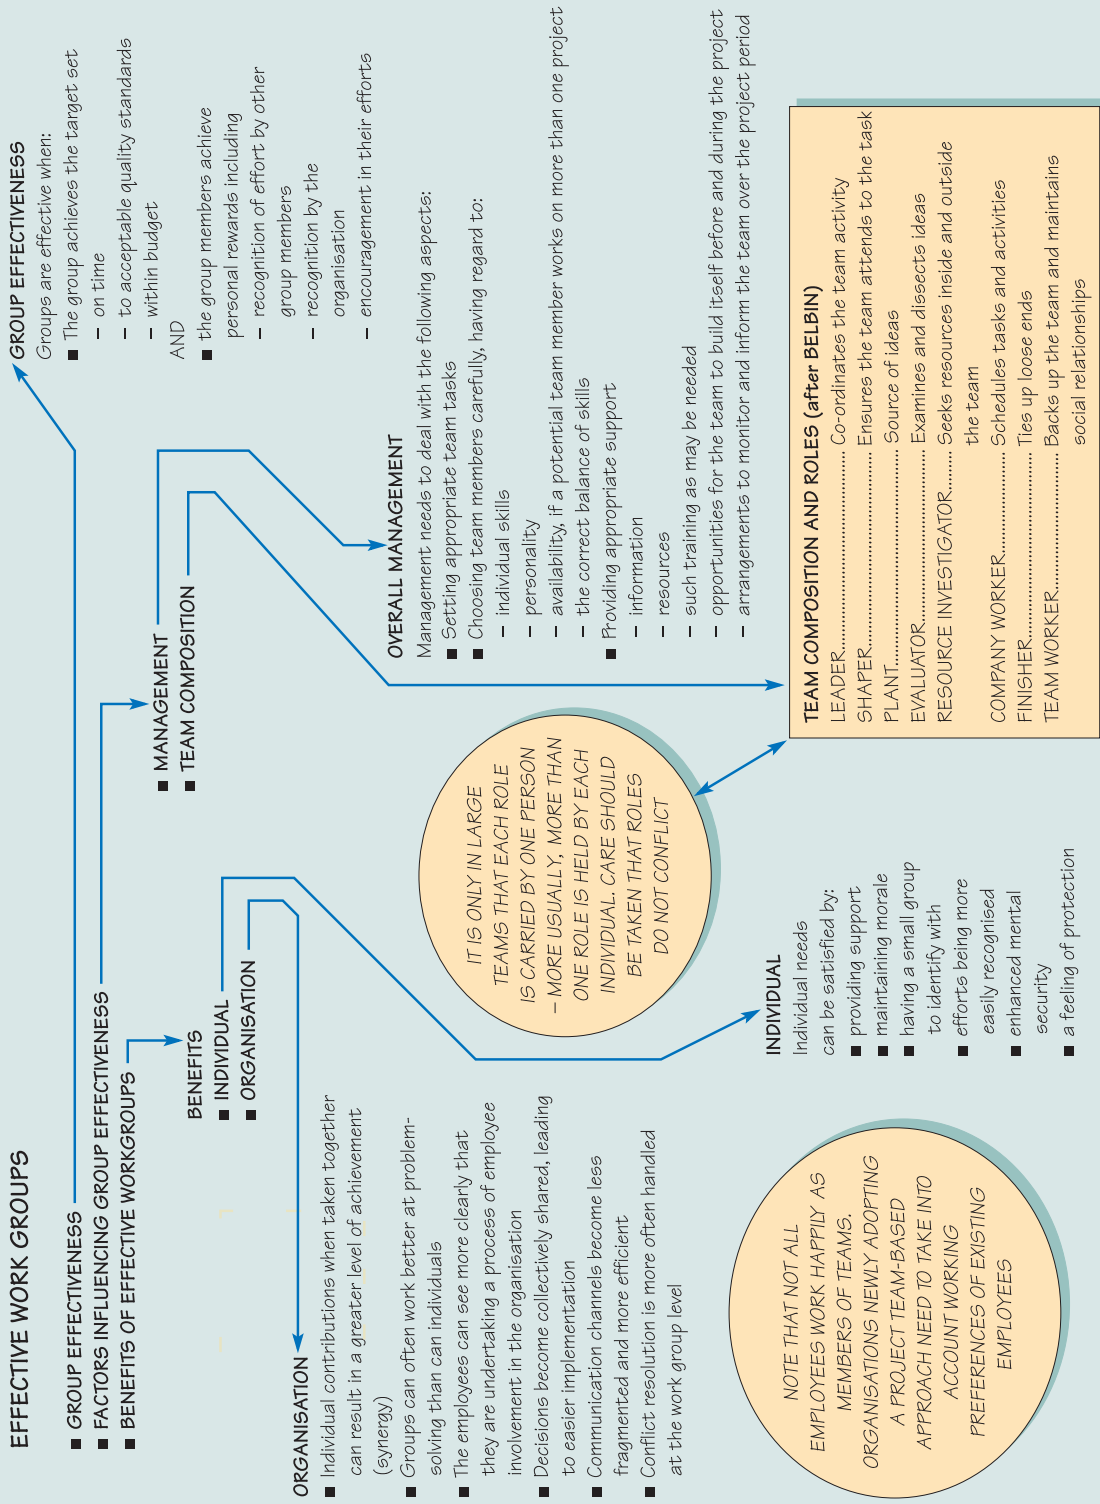 EFFECTIVE WORK GROUPS
■ GROUP EFFECTIVENESS
■ FACTORS INFLUENCING GROUP EFFECTIVENESS
■ BENEFITS OF EFFECTIVE WORKGROUPS
BENEFITS
■ INDIVIDUAL
■ ORGANISATION
■ MANAGEMENT
■ TEAM COMPOSITION
GROUP EFFECTIVENESS
Groups are effective when:
■ The group achieves the target set
– on time
– to acceptable quality standards
– within budget
AND
■ the group members achieve
personal rewards including
– recognition of effort by other
group members
– recognition by the
organisation
– encouragement in their efforts
OVERALL MANAGEMENT
Management needs to deal with the following aspects:
■ Setting appropriate team tasks
■ Choosing team members carefully, having regard to:
– individual skills
– personality
– availability, if a potential team member works on more than one project
– the correct balance of skills
■ Providing appropriate support
– information
– resources
– such training as may be needed
– opportunities for the team to build itself before and during the project
– arrangements to monitor and inform the team over the project period
ORGANISATION
■ Individual contributions when taken together
can result in a greater level of achievement
(synergy)
■ Groups can often work better at problem-
solving than can individuals
■ The employees can see more clearly that
they are undertaking a process of employee
involvement in the organisation
■ Decisions become collectively shared, leading
to easier implementation
■ Communication channels become less
fragmented and more efficient
■ Conflict resolution is more often handled
at the work group level
IT IS ONLY IN LARGE
TEAMS THAT EACH ROLE
IS CARRIED BY ONE PERSON
– MORE USUALLY, MORE THAN
ONE ROLE IS HELD BY EACH
INDIVIDUAL. CARE SHOULD
BE TAKEN THAT ROLES
DO NOT CONFLICT
NOTE THAT NOT ALL
EMPLOYEES WORK HAPPILY AS
MEMBERS OF TEAMS.
ORGANISATIONS NEWLY ADOPTING
A PROJECT TEAM-BASED
APPROACH NEED TO TAKE INTO
ACCOUNT WORKING
PREFERENCES OF EXISTING
EMPLOYEES
INDIVIDUAL
Individual needs
can be satisfied by:
■ providing support
■ maintaining morale
■ having a small group
to identify with
■ efforts being more
easily recognised
■ enhanced mental
security
■ a feeling of protection
TEAM COMPOSITION AND ROLES (after BELBIN)
LEADER.......... Co-ordinates the team activity
SHAPER.......... Ensures the team attends to the task
PLANT.......... Source of ideas
EVALUATOR.......... Examines and dissects ideas
RESOURCE INVESTIGATOR....... Seeks resources inside and outside
the team
COMPANY WORKER.......... Schedules tasks and activities
FINISHER.......... Ties up loose ends
TEAM WORKER.......... Backs up the team and maintains
social relationships